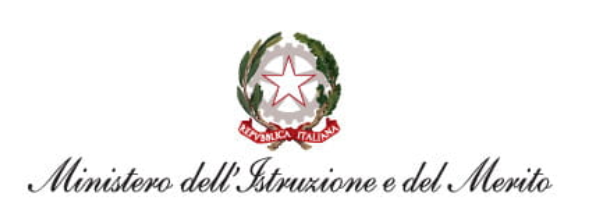 REPVBBLICA ITALIANA
Ministero dell'Istruzione e del Merito